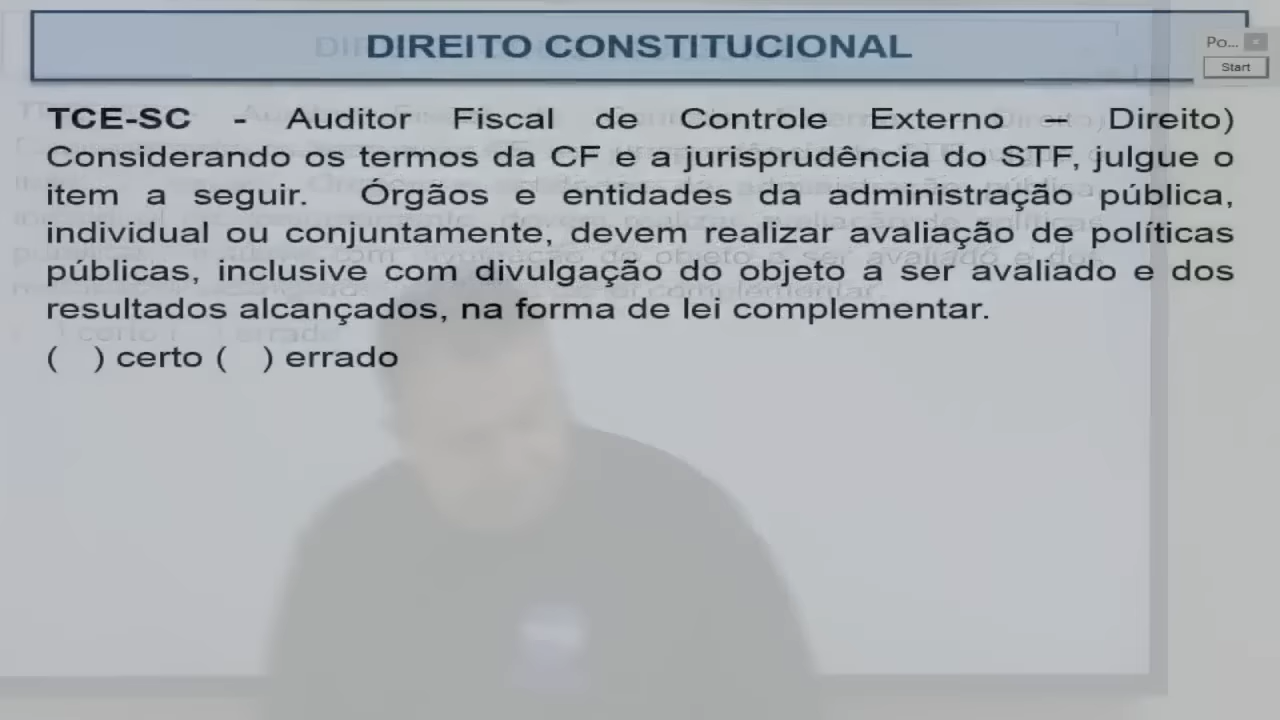 DIREITO CONSTITUCIONAL
Po...
Start
TCE-SC - Auditor Fiscal de Controle Externo – Direito)
Considerando os termos da CF e a jurisprudência do STF, julgue o
item a seguir. Órgãos e entidades da administração pública,
individual ou conjuntamente, devem realizar avaliação de políticas
públicas, inclusive com divulgação do objeto a ser avaliado e dos
resultados alcançados, na forma de lei complementar.
( ) certo ( ) errado